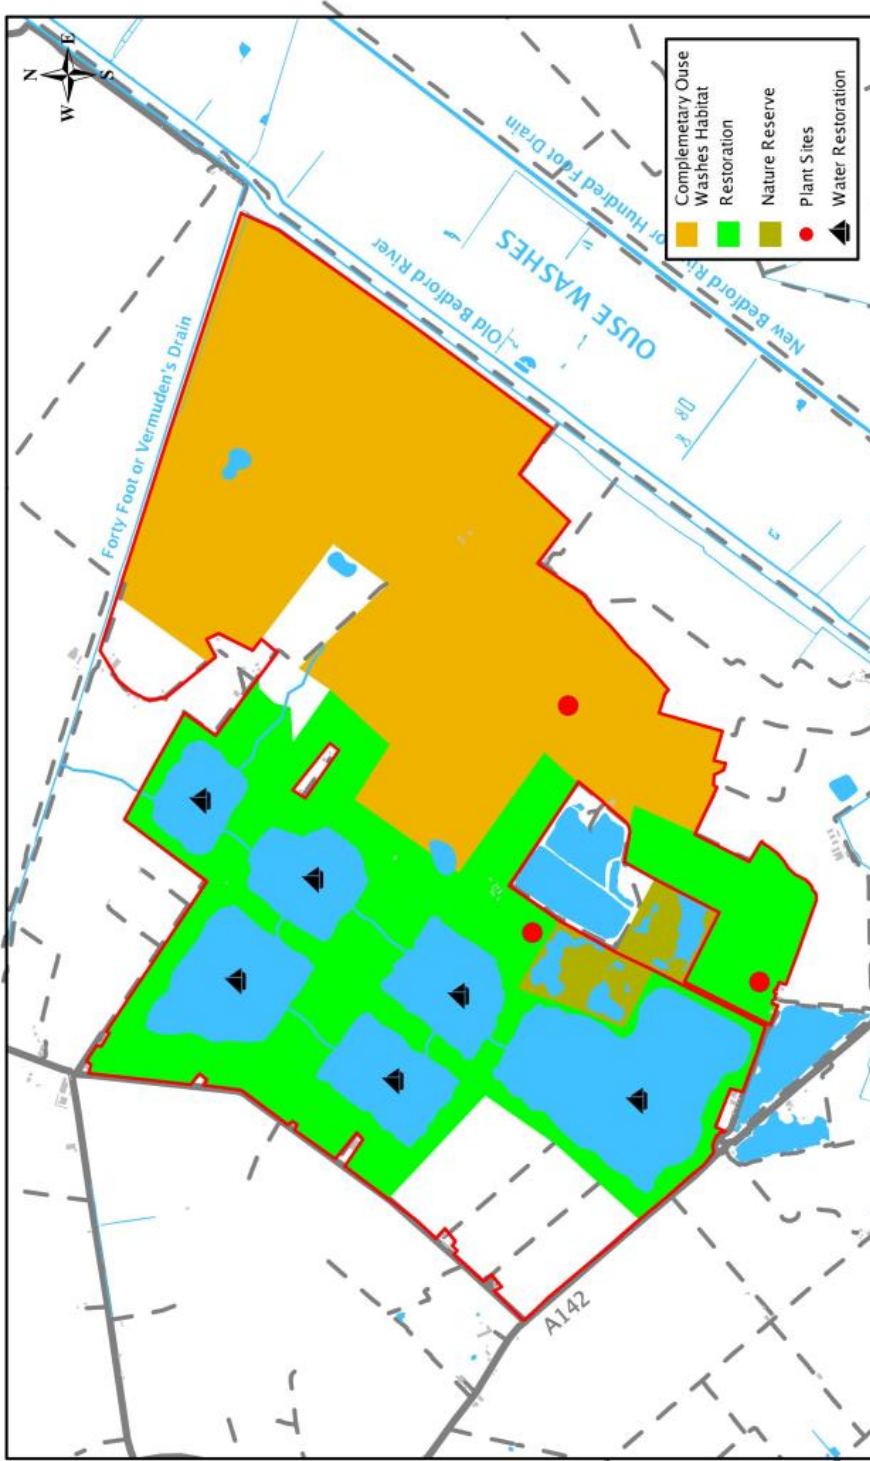 N
E
W
S
Complemetary Ouse
Washes Habitat
Restoration
Nature Reserve
Plant Sites
Water Restoration
Forty Foot or Vermuden's Drain
Old Bedford River
OUSE WASHES
New Bedford River or Hundred Foot Drain
A142